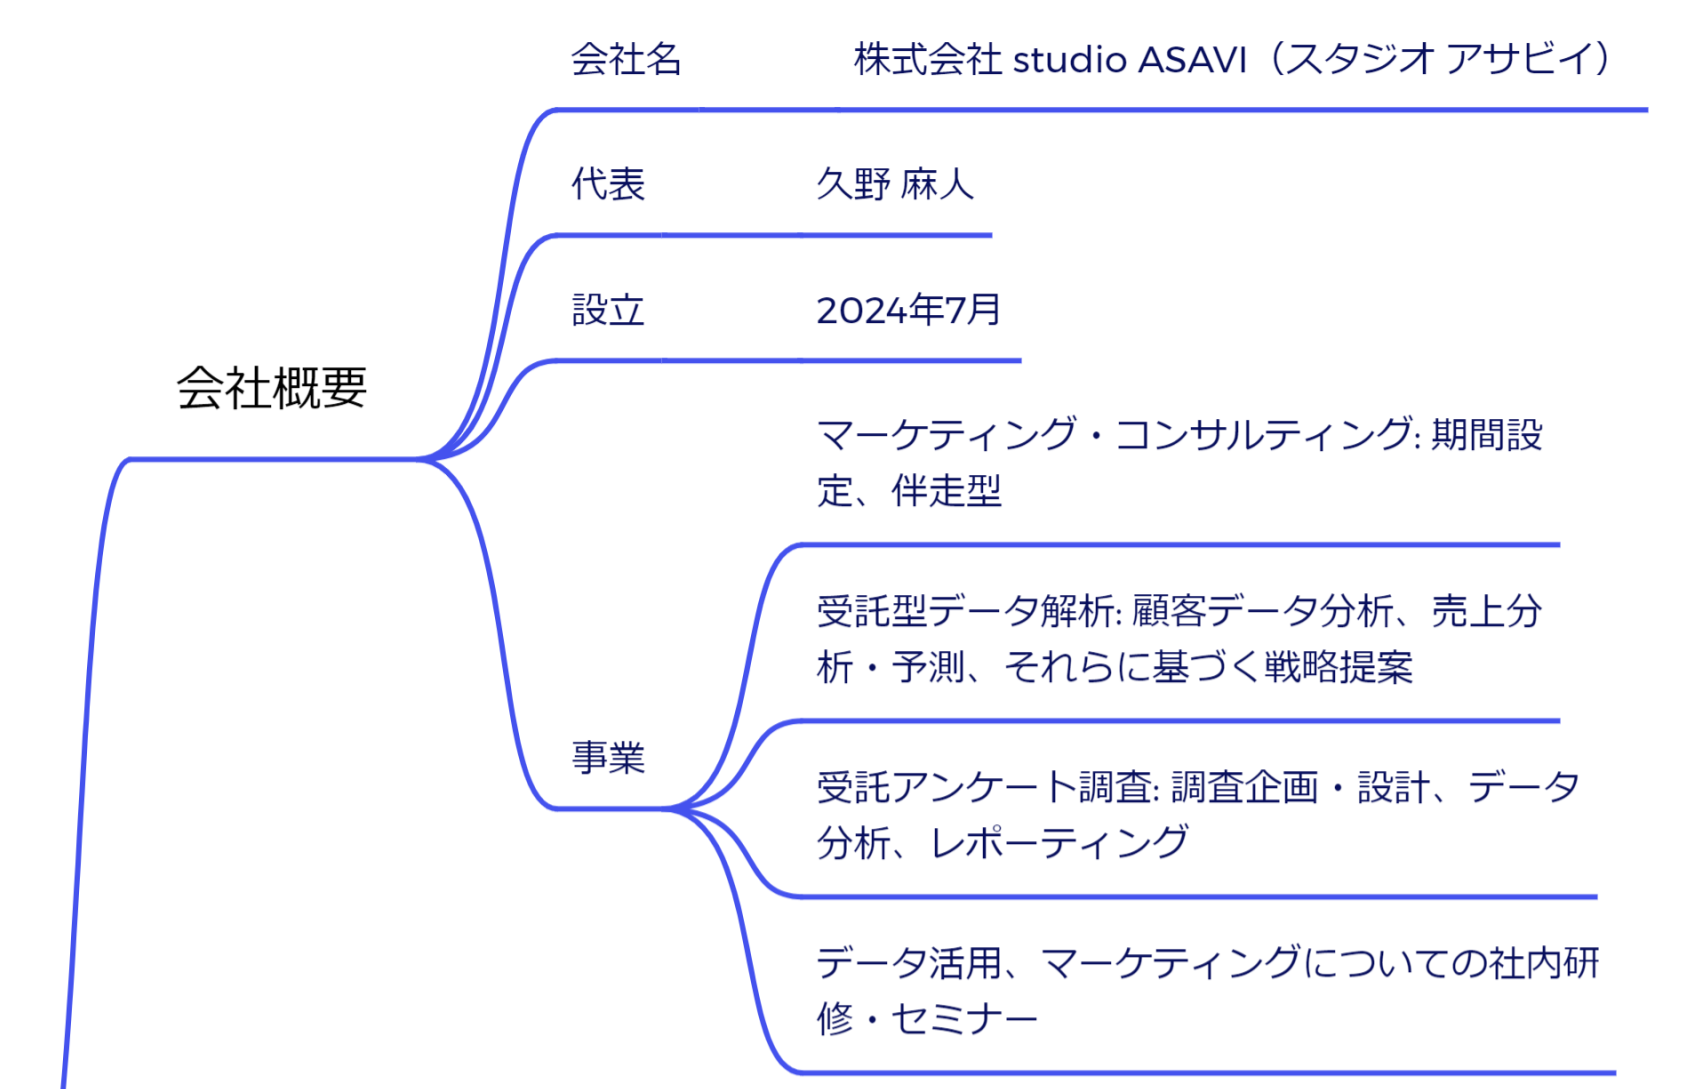 会社名 株式会社 studio ASAVI（スタジオ アサビイ）
代表 久野 麻人
設立 2024年7月
会社概要
マーケティング・コンサルティング: 期間設
定、伴走型
受託型データ解析: 顧客データ分析、売上分
析・予測、それらに基づく戦略提案
事業
受託アンケート調査: 調査企画・設計、データ
分析、レポーティング
データ活用、マーケティングについての社内研
修・セミナー